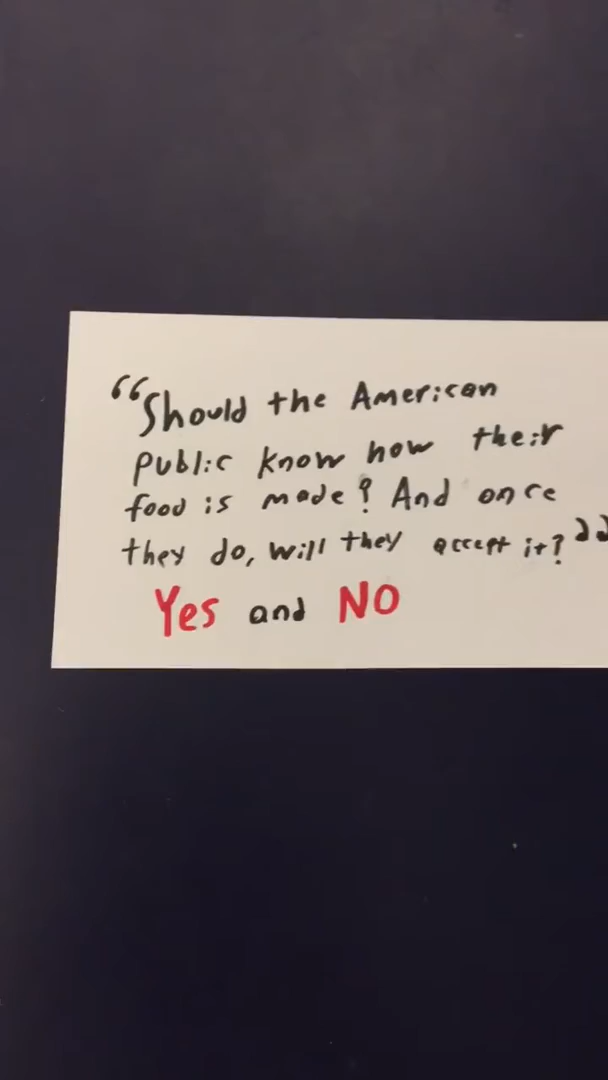 “Should the American
public know how their
food is made? And once
they do, will they accept it?”
Yes and NO